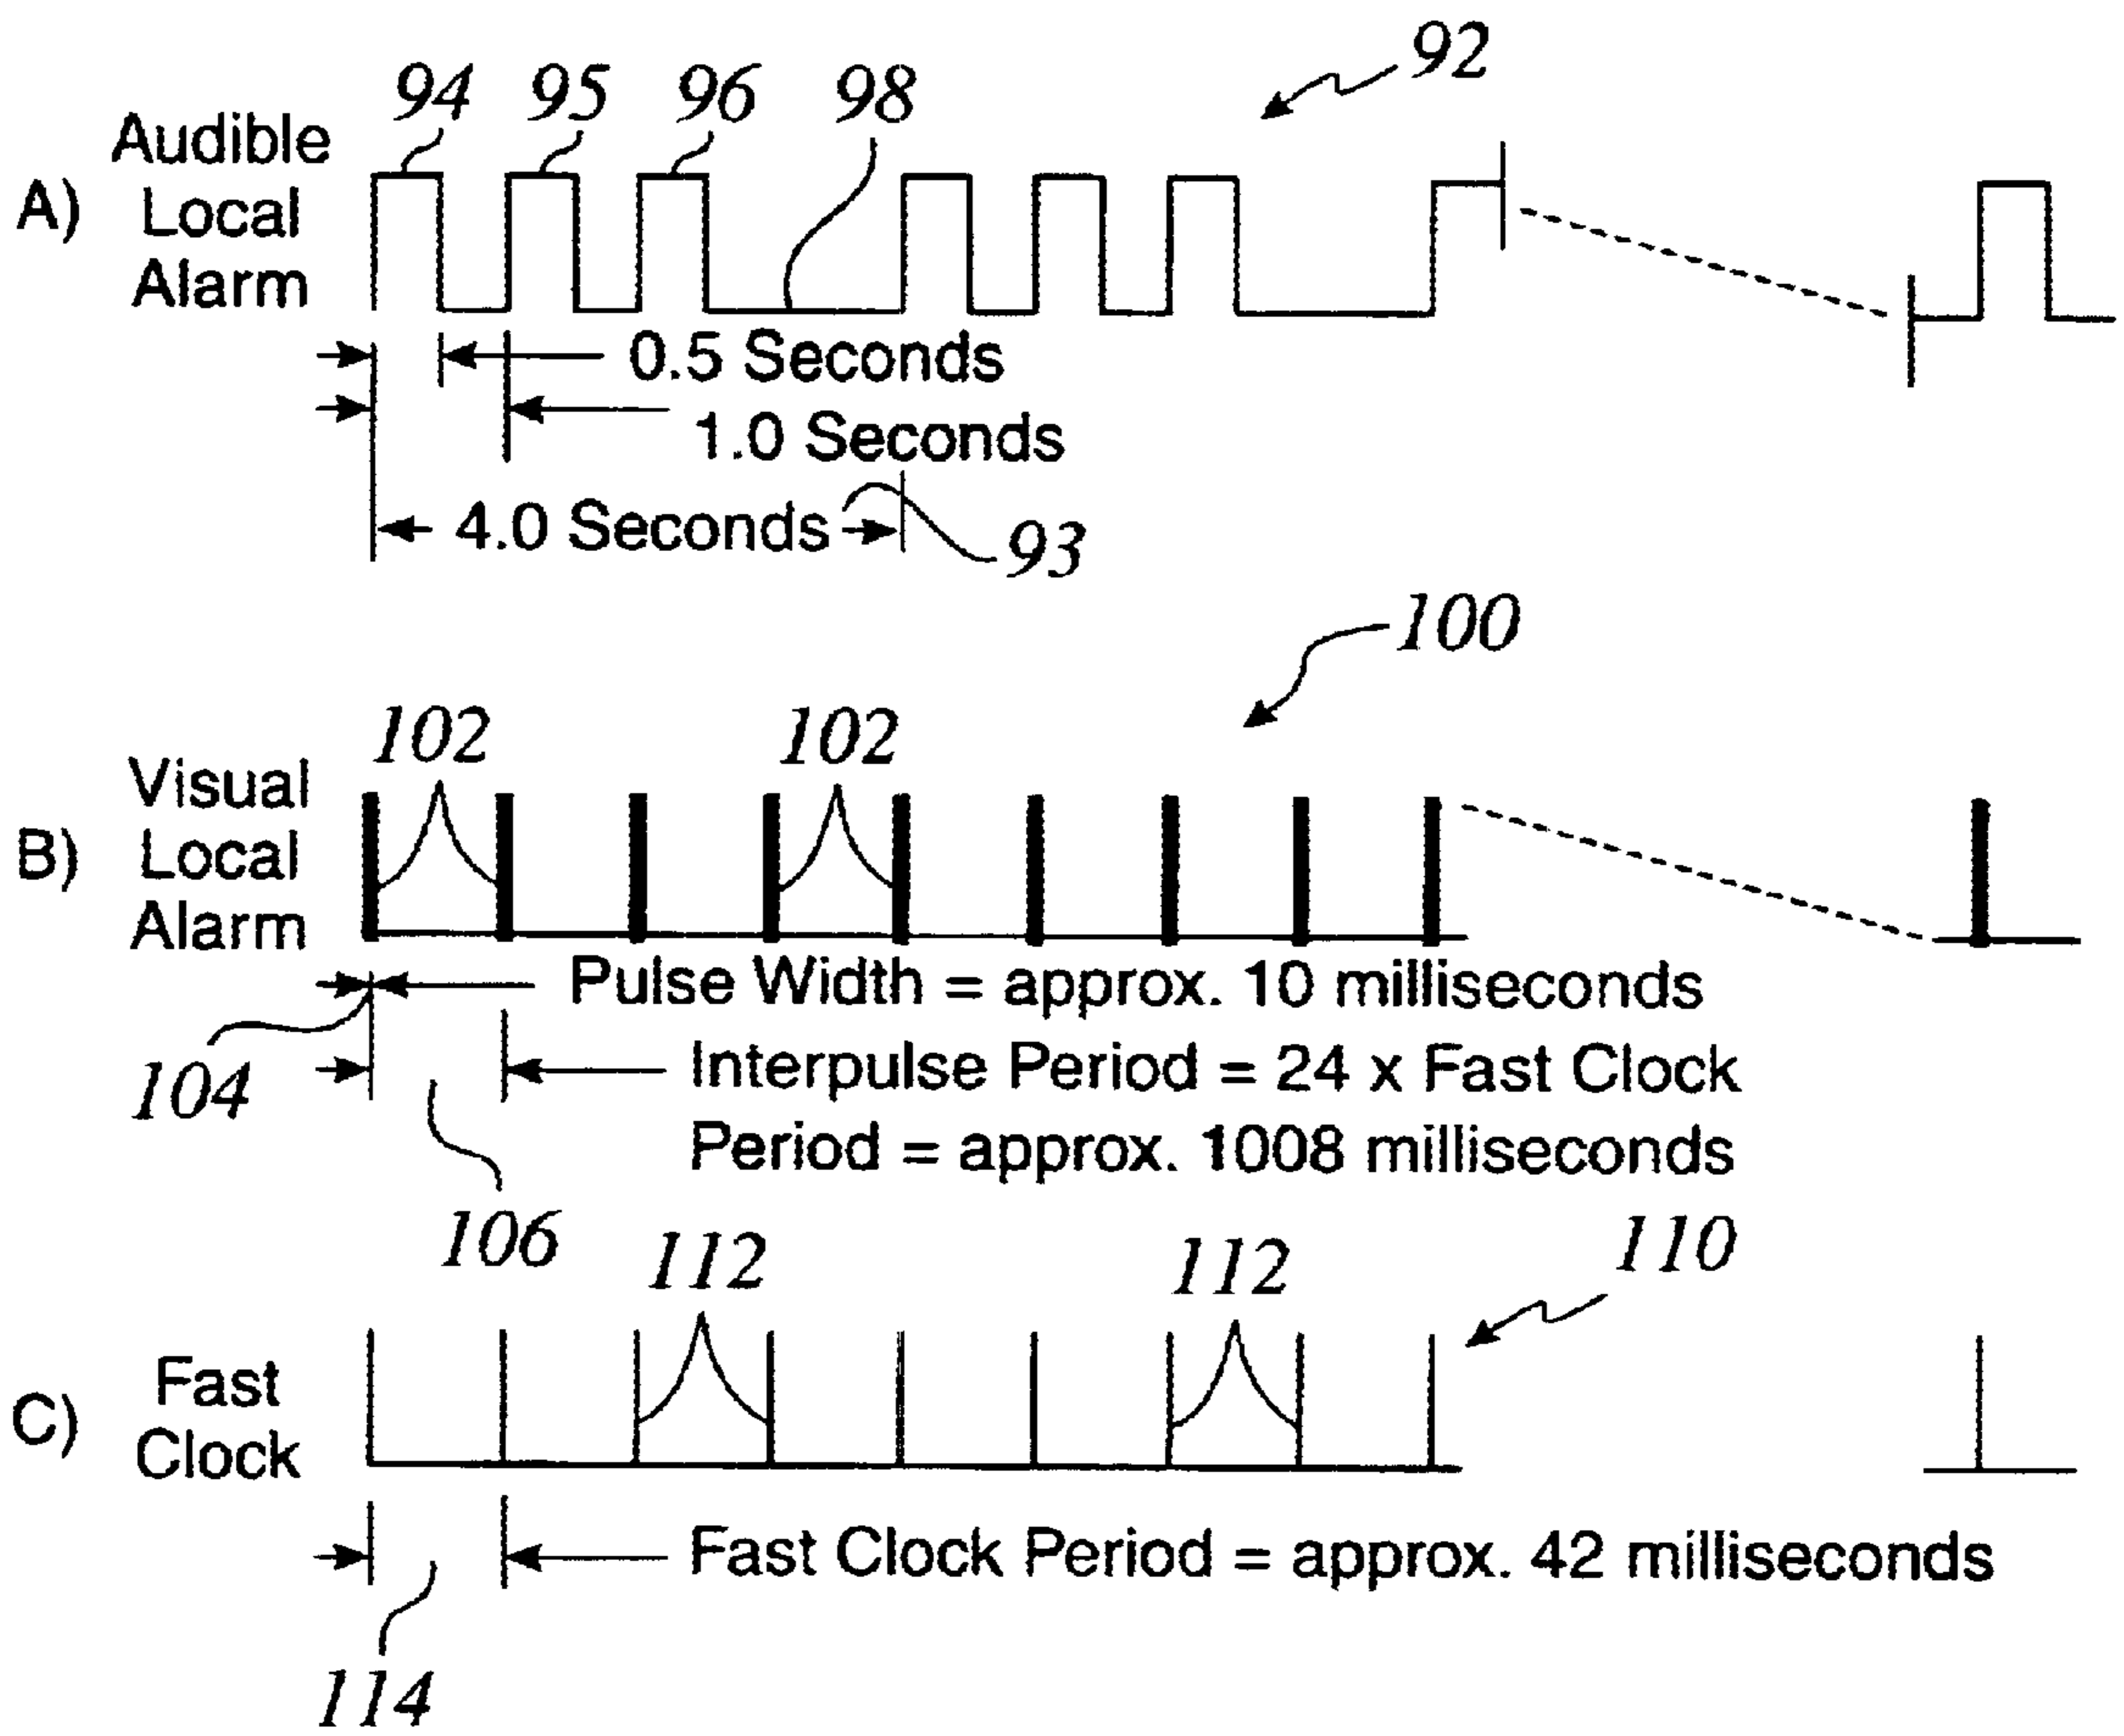 92
94 95 96 98
A) Audible
Local
Alarm
0.5 Seconds
1.0 Seconds
4.0 Seconds
93
100
102 102
B) Visual
Local
Alarm
Pulse Width = approx. 10 milliseconds
104
Interpulse Period = 24 x Fast Clock
Period = approx. 1008 milliseconds
106
112 112
110
C) Fast
Clock
Fast Clock Period = approx. 42 milliseconds
114